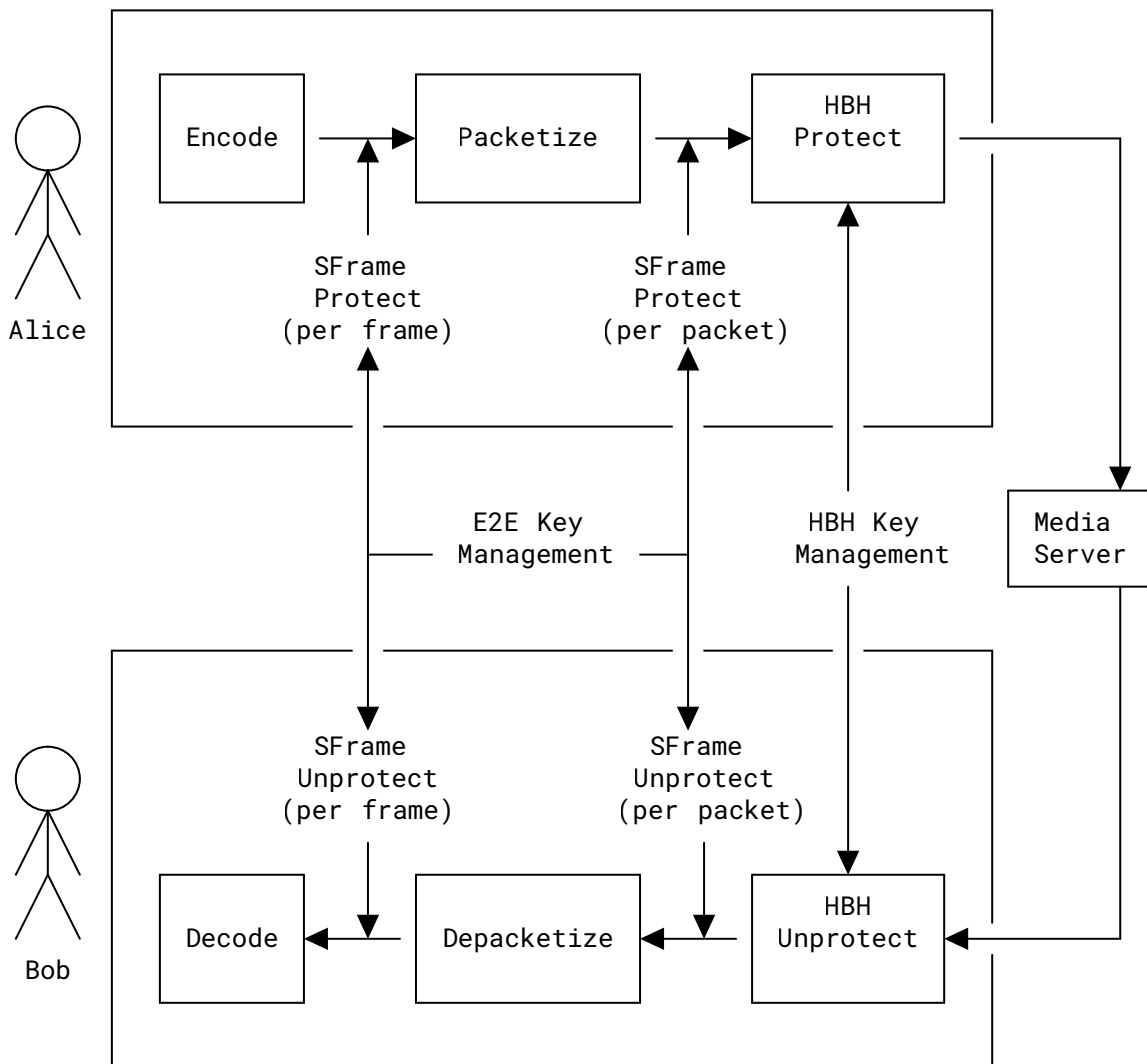 Encode
Packetize
HBH
Protect
SFrame
Protect
(per frame)
SFrame
Protect
(per packet)
Alice
E2E Key
Management
HBH Key
Management
Media
Server
SFrame
Unprotect
(per frame)
SFrame
Unprotect
(per packet)
Decode
Depacketize
HBH
Unprotect
Bob